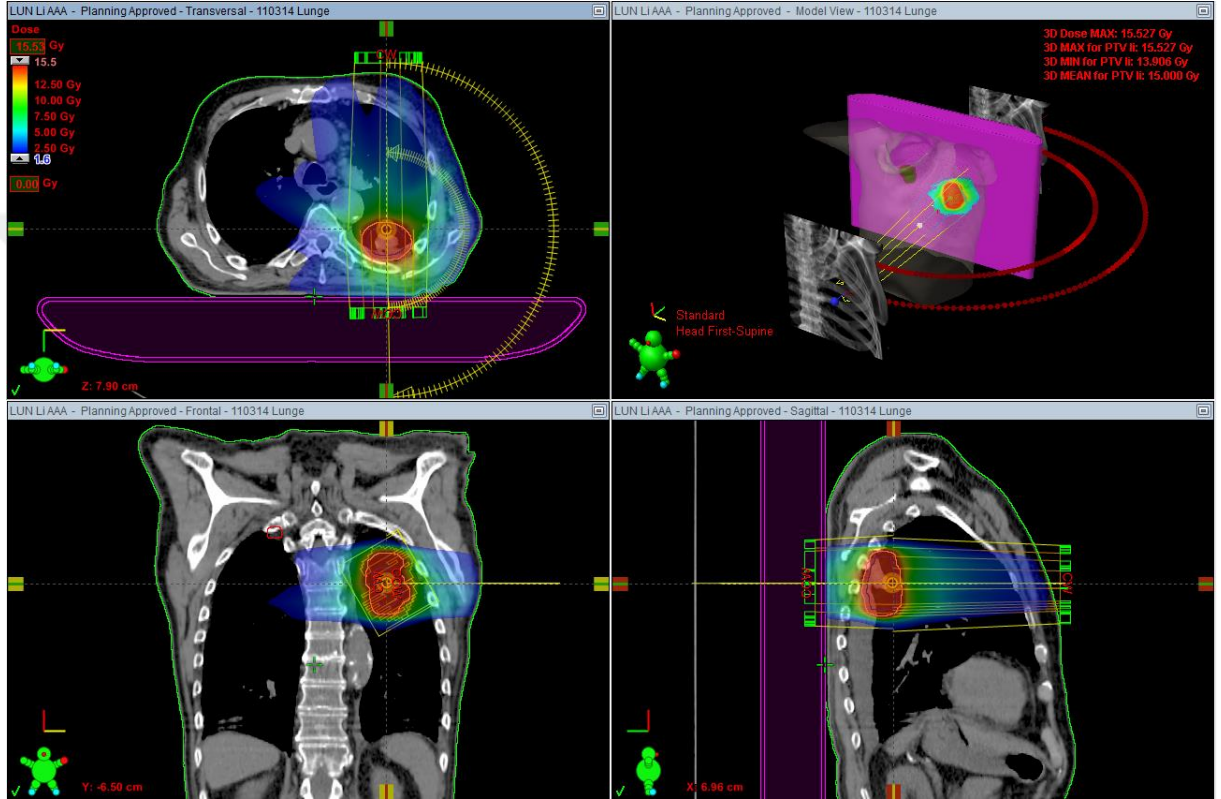 LUN Li AAA - Planning Approved - Transversal - 110314 Lunge
Dose
15.53 Gy
15.5
12.50 Gy
10.00 Gy
7.50 Gy
5.00 Gy
2.50 Gy
1.6
0.00 Gy
Z: 7.90 cm
LUN Li AAA - Planning Approved - Model View - 110314 Lunge
3D Dose MAX: 15.527 Gy
3D MAX for PTV li: 15.527 Gy
3D MIN for PTV li: 13.906 Gy
3D MEAN for PTV li: 15.000 Gy
Standard
Head First-Supine
LUN Li AAA - Planning Approved - Frontal - 110314 Lunge
Y: -6.50 cm
LUN Li AAA - Planning Approved - Sagittal - 110314 Lunge
X: 6.96 cm